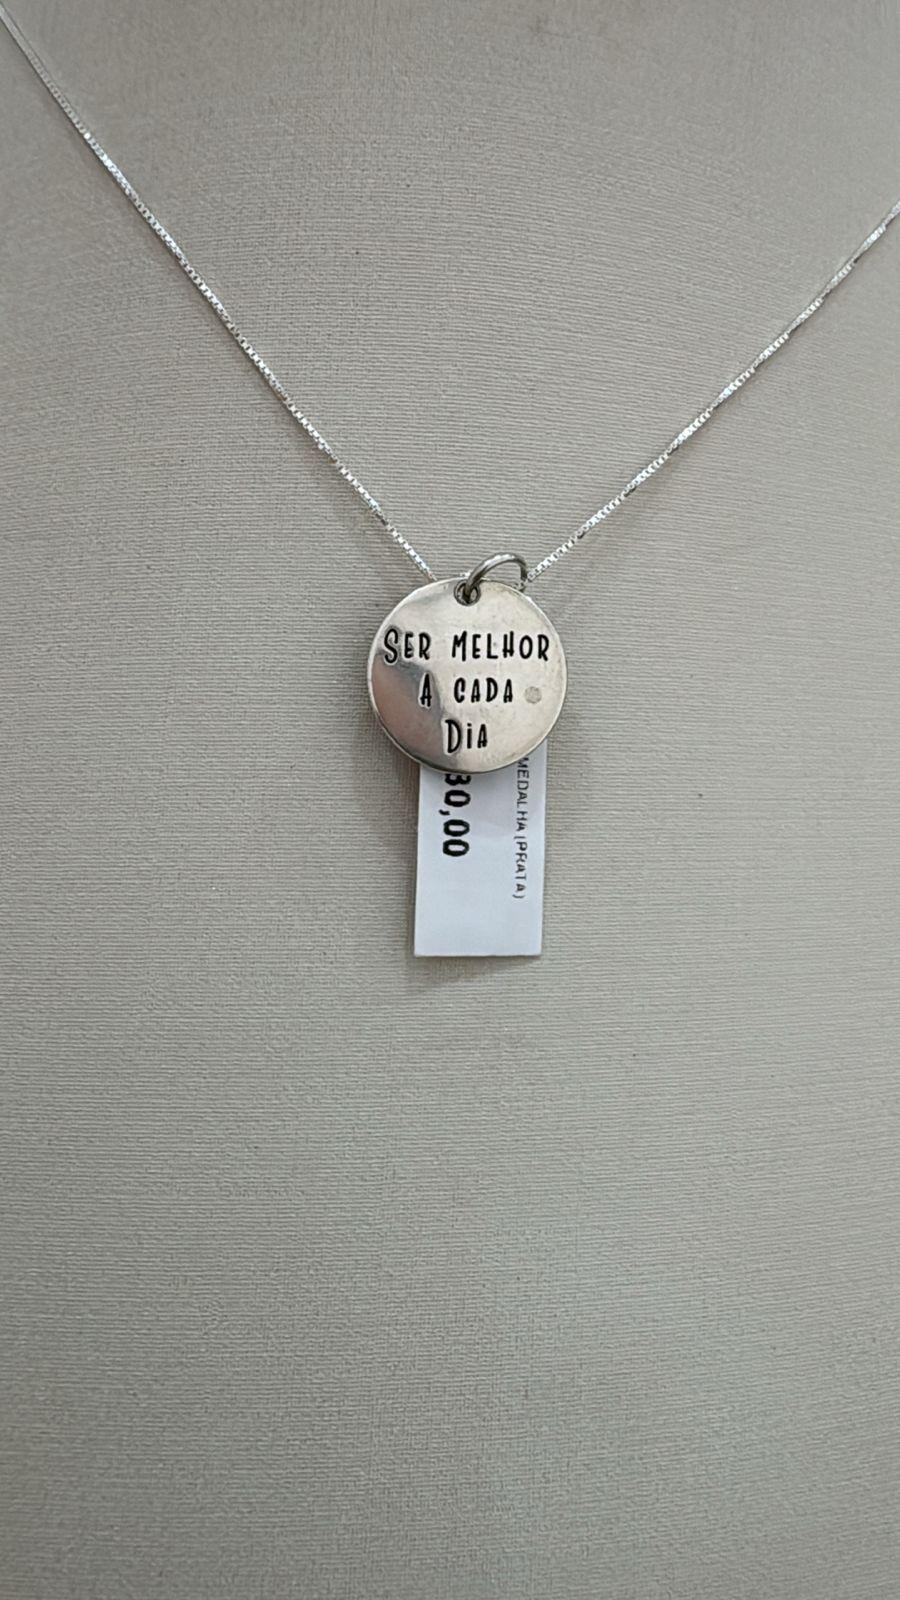 SER MELHOR
A CADA
DiA
30,00
MEDALHA (PRATA)